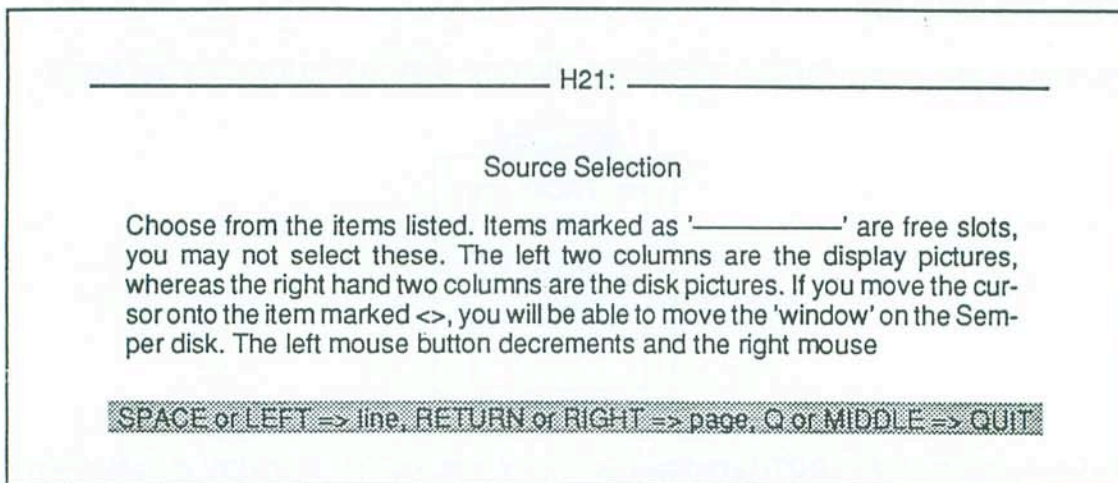 H21:
Source Selection
Choose from the items listed. Items marked as '—————' are free slots,
you may not select these. The left two columns are the display pictures,
whereas the right hand two columns are the disk pictures. If you move the cur-
sor onto the item marked <>, you will be able to move the 'window' on the Sem-
per disk. The left mouse button decrements and the right mouse
SPACE or LEFT => line, RETURN or RIGHT => page, Q or MIDDLE => QUIT